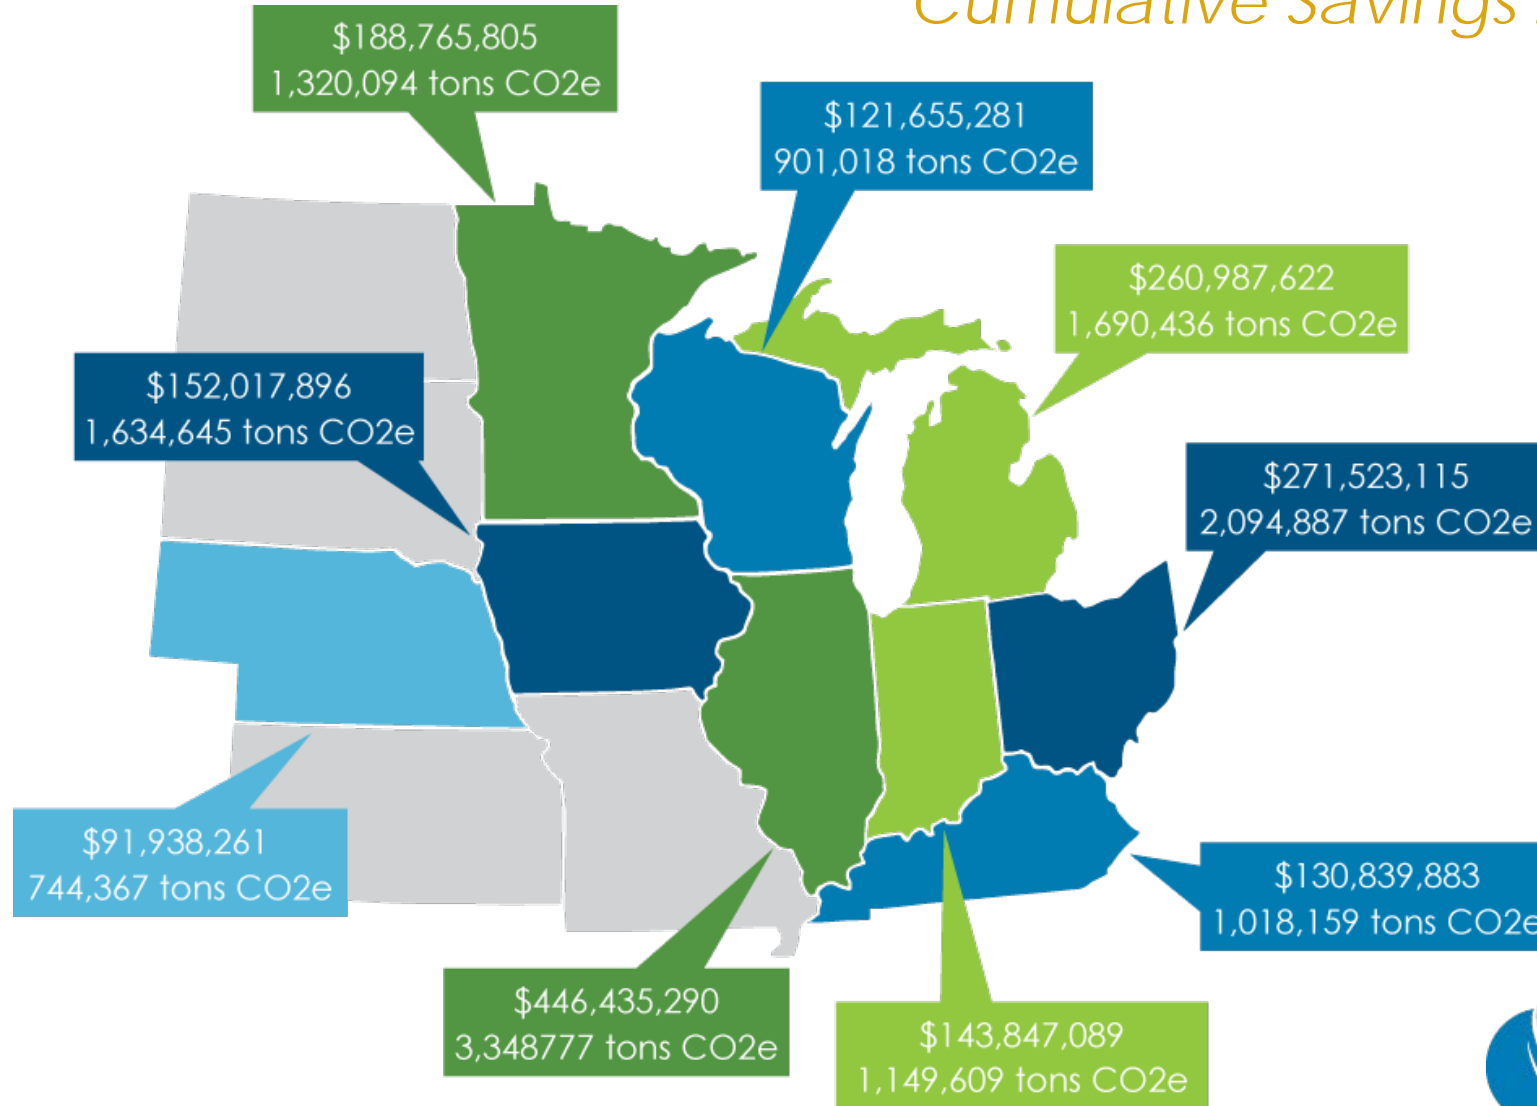 Cumulative Savings
$188,765,805
1,320,094 tons CO2e
$121,655,281
901,018 tons CO2e
$260,987,622
1,690,436 tons CO2e
$152,017,896
1,634,645 tons CO2e
$271,523,115
2,094,887 tons CO2e
$91,938,261
744,367 tons CO2e
$130,839,883
1,018,159 tons CO2e
$446,435,290
3,348777 tons CO2e
$143,847,089
1,149,609 tons CO2e